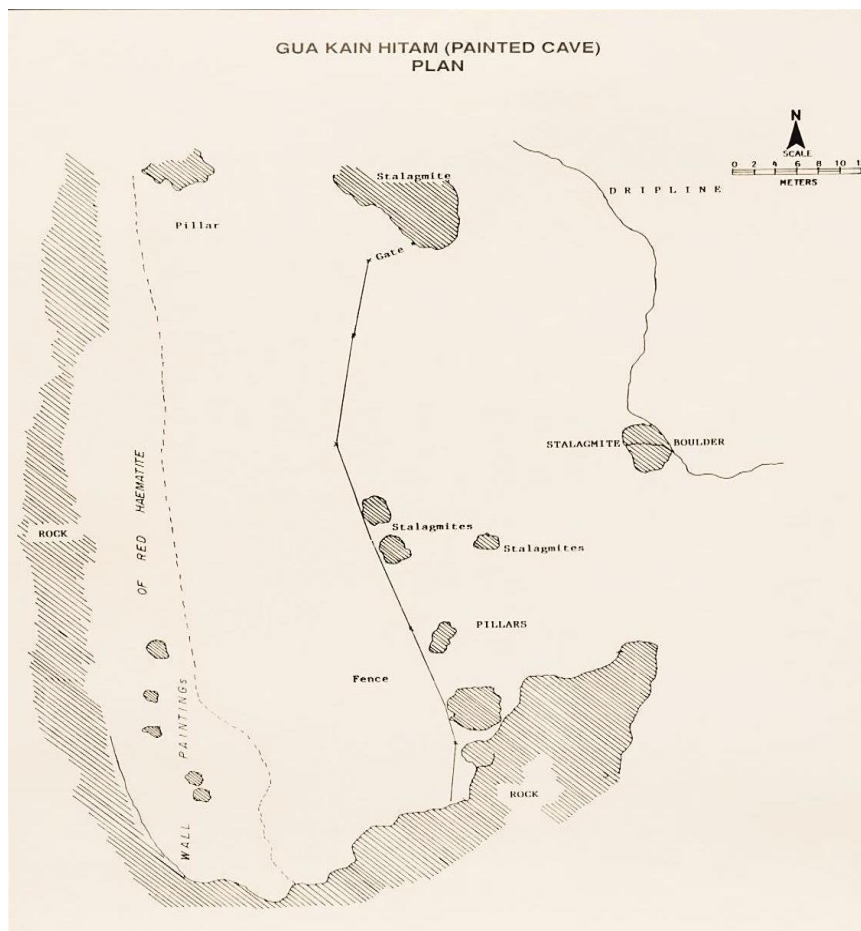 GUA KAIN HITAM (PAINTED CAVE)
PLAN
N
SCALE
0 2 4 6 8 10 12
METERS
Stalagmite
DRIPLINE
Pillar
Gate
STALAGMITE
BOULDER
WALL PAINTINGS OF RED HAEMATITE
Stalagmites
ROCK
Stalagmites
PILLARS
Fence
ROCK